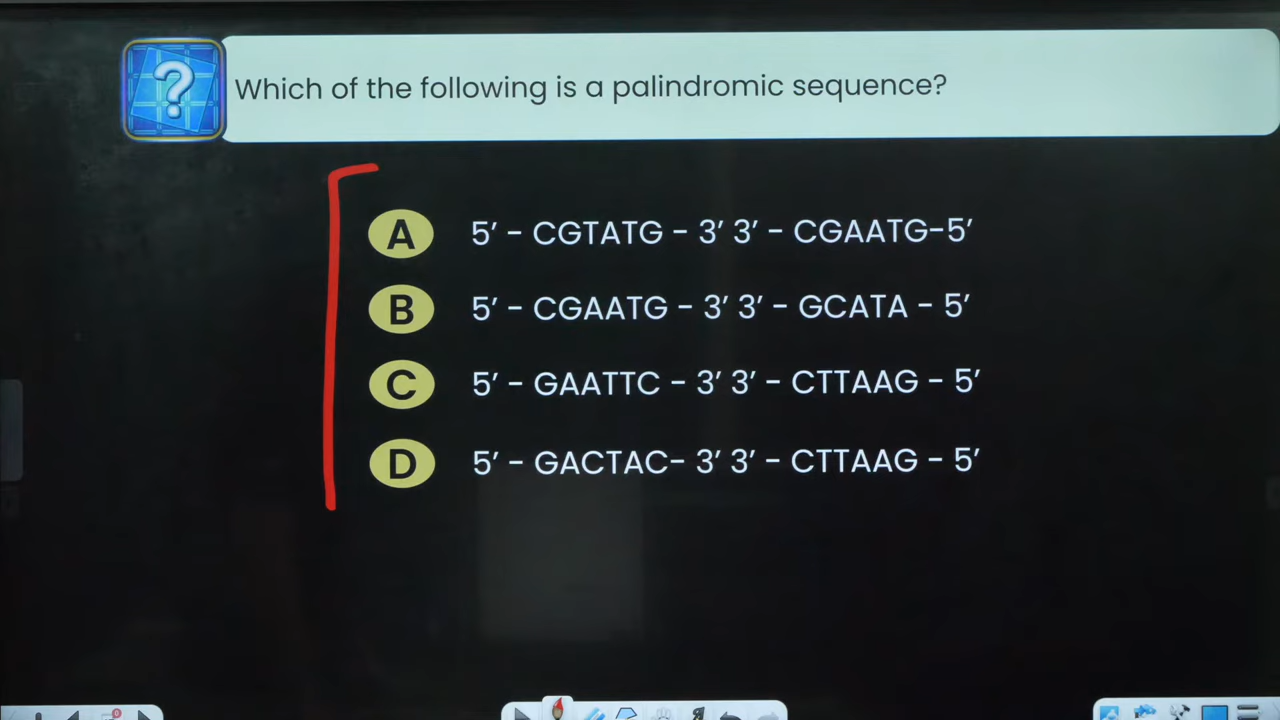 Which of the following is a palindromic sequence?
A 5′ – CGTATG – 3′ 3′ – CGAATG-5′
B 5′ – CGAATG – 3′ 3′ – GCATA – 5′
C 5′ – GAATTC – 3′ 3′ – CTTAAG – 5′
D 5′ – GACTAC- 3′ 3′ – CTTAAG – 5′